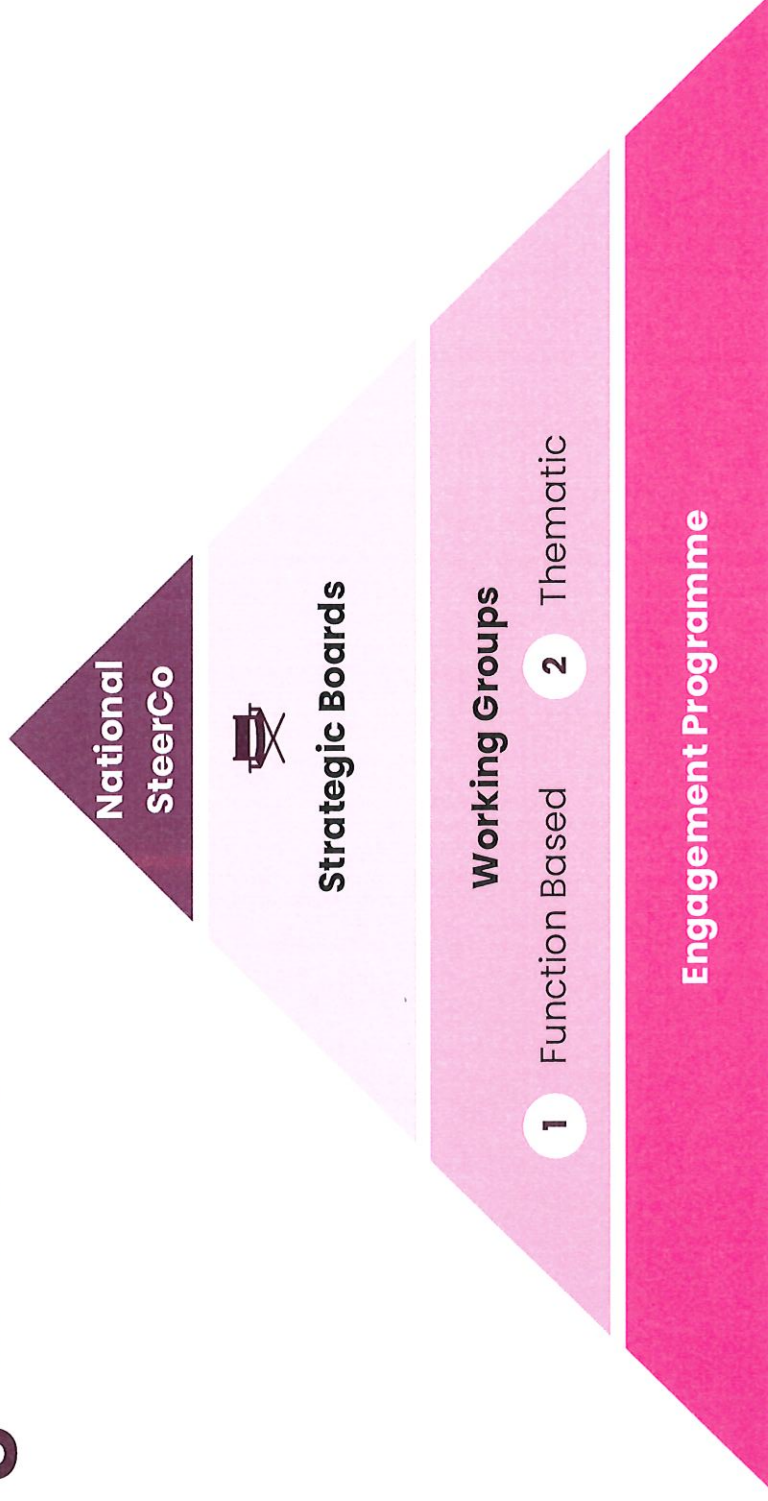 National
SteerCo
Strategic Boards
Working Groups
1 Function Based 2 Thematic
Engagement Programme